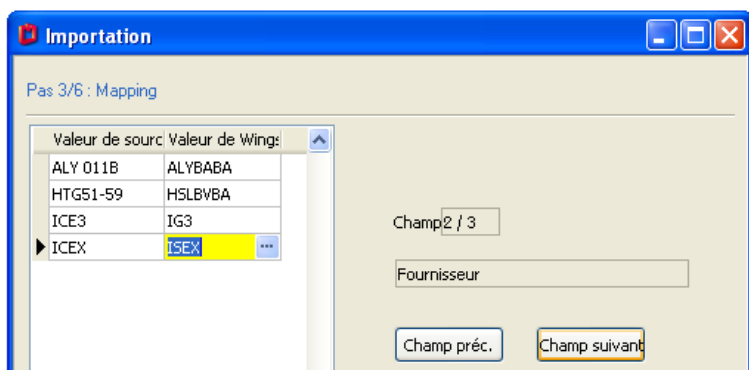 Importation
Pas 3/6 : Mapping
Valeur de sourc Valeur de Wings
ALY 011B ALYBABA
HTG51-59 HSLBVBA
ICE3 IG3
ICEX ISEX ...
Champ 2 / 3
Fournisseur
Champ préc. Champ suivant